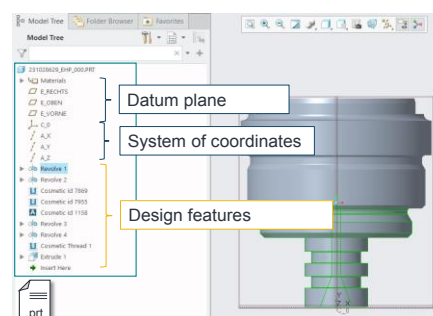 Model Tree
Folder Browser
Favorites
Model Tree
231028629_EHP_000.PRT
Materials
E_RECHTS
E_OBEN
E_VORNE
C_0
A_X
A_Y
A_Z
Revolve 1
Revolve 2
Cosmetic id 7869
Cosmetic id 7955
Cosmetic id 1158
Revolve 3
Revolve 4
Cosmetic Thread 1
Extrude 1
Insert Here
Datum plane
System of coordinates
Design features
prt
Y
Z X
C_0